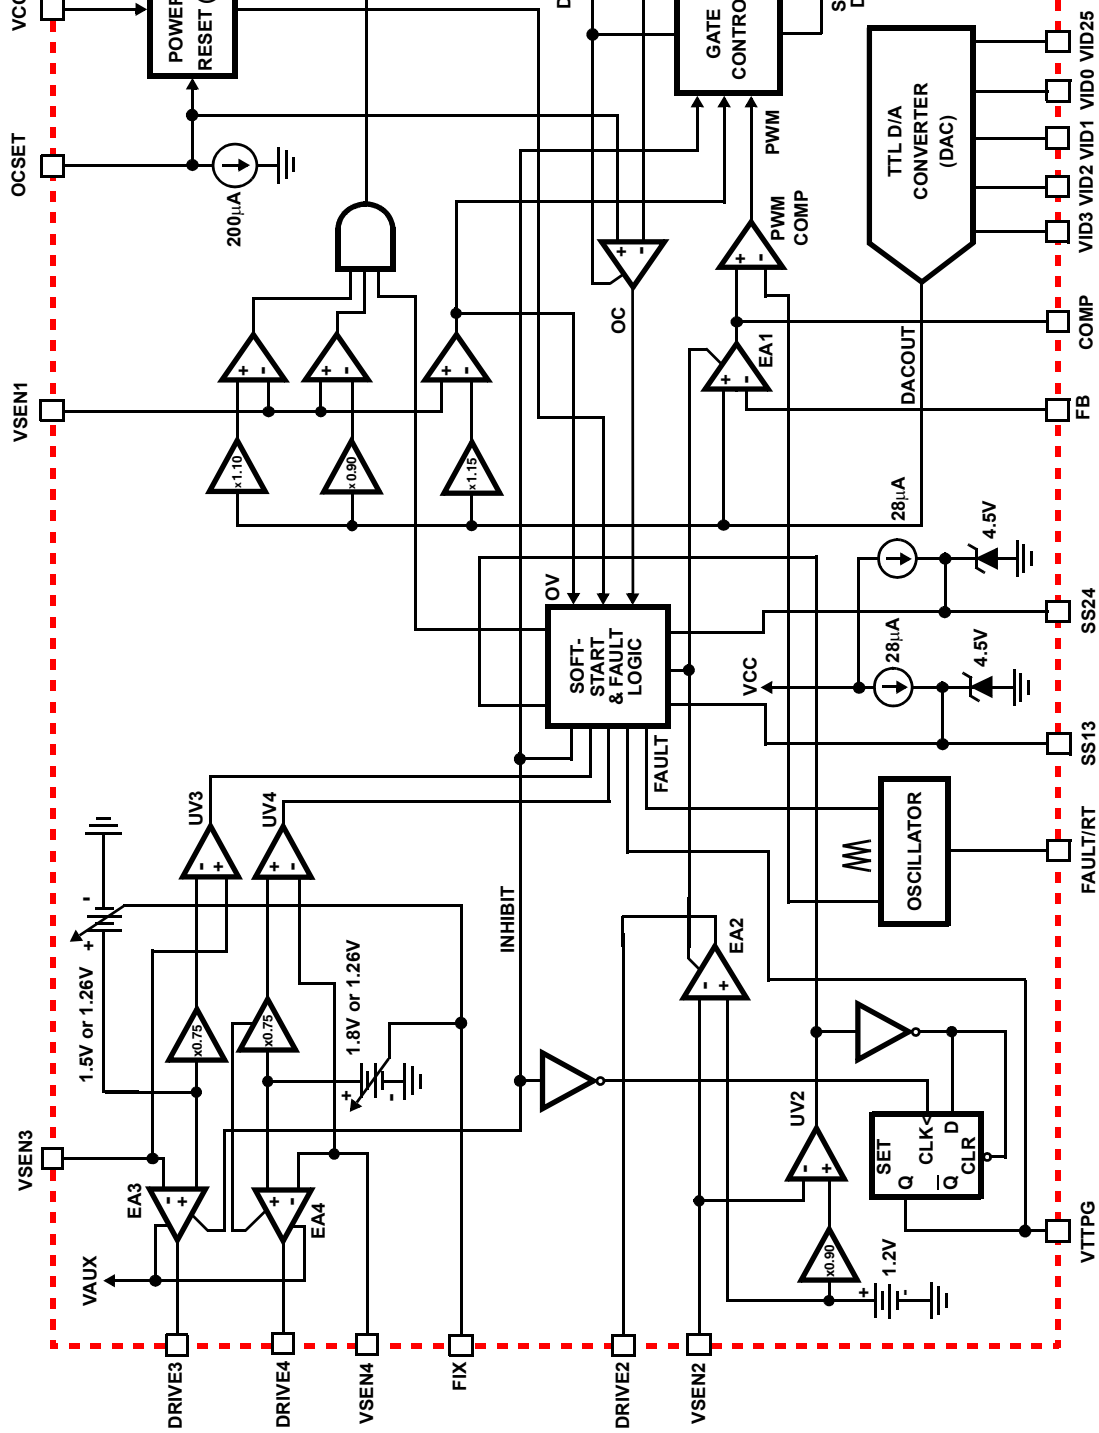 VCC
POWER
RESET (
OCSET
200µA
VSEN1
x 1.10
x 0.90
x 1.15
+
-
+
-
+
-
GATE
CONTRO
PWM
PWM
COMP
+
-
OC
+
-
EA1
+
-
TTL D/A
CONVERTER
(DAC)
VID25
VID0
VID1
VID2
VID3
COMP
FB
DACOUT
28µA
4.5V
SS24
28µA
4.5V
VCC
SS13
OV
SOFT-
START
& FAULT
LOGIC
FAULT
INHIBIT
OSCILLATOR
FAULT/RT
UV3
-
+
UV4
+
-
1.5V or 1.26V
+
-
x0.75
x0.75
1.8V or 1.26V
+
-
VSEN3
EA3
-
+
EA4
+
-
VAUX
DRIVE3
DRIVE4
VSEN4
FIX
DRIVE2
VSEN2
EA2
-
+
UV2
-
+
x0.90
1.2V
+
-
SET
CLK<
D
CLR
Q
Q
VTTPG